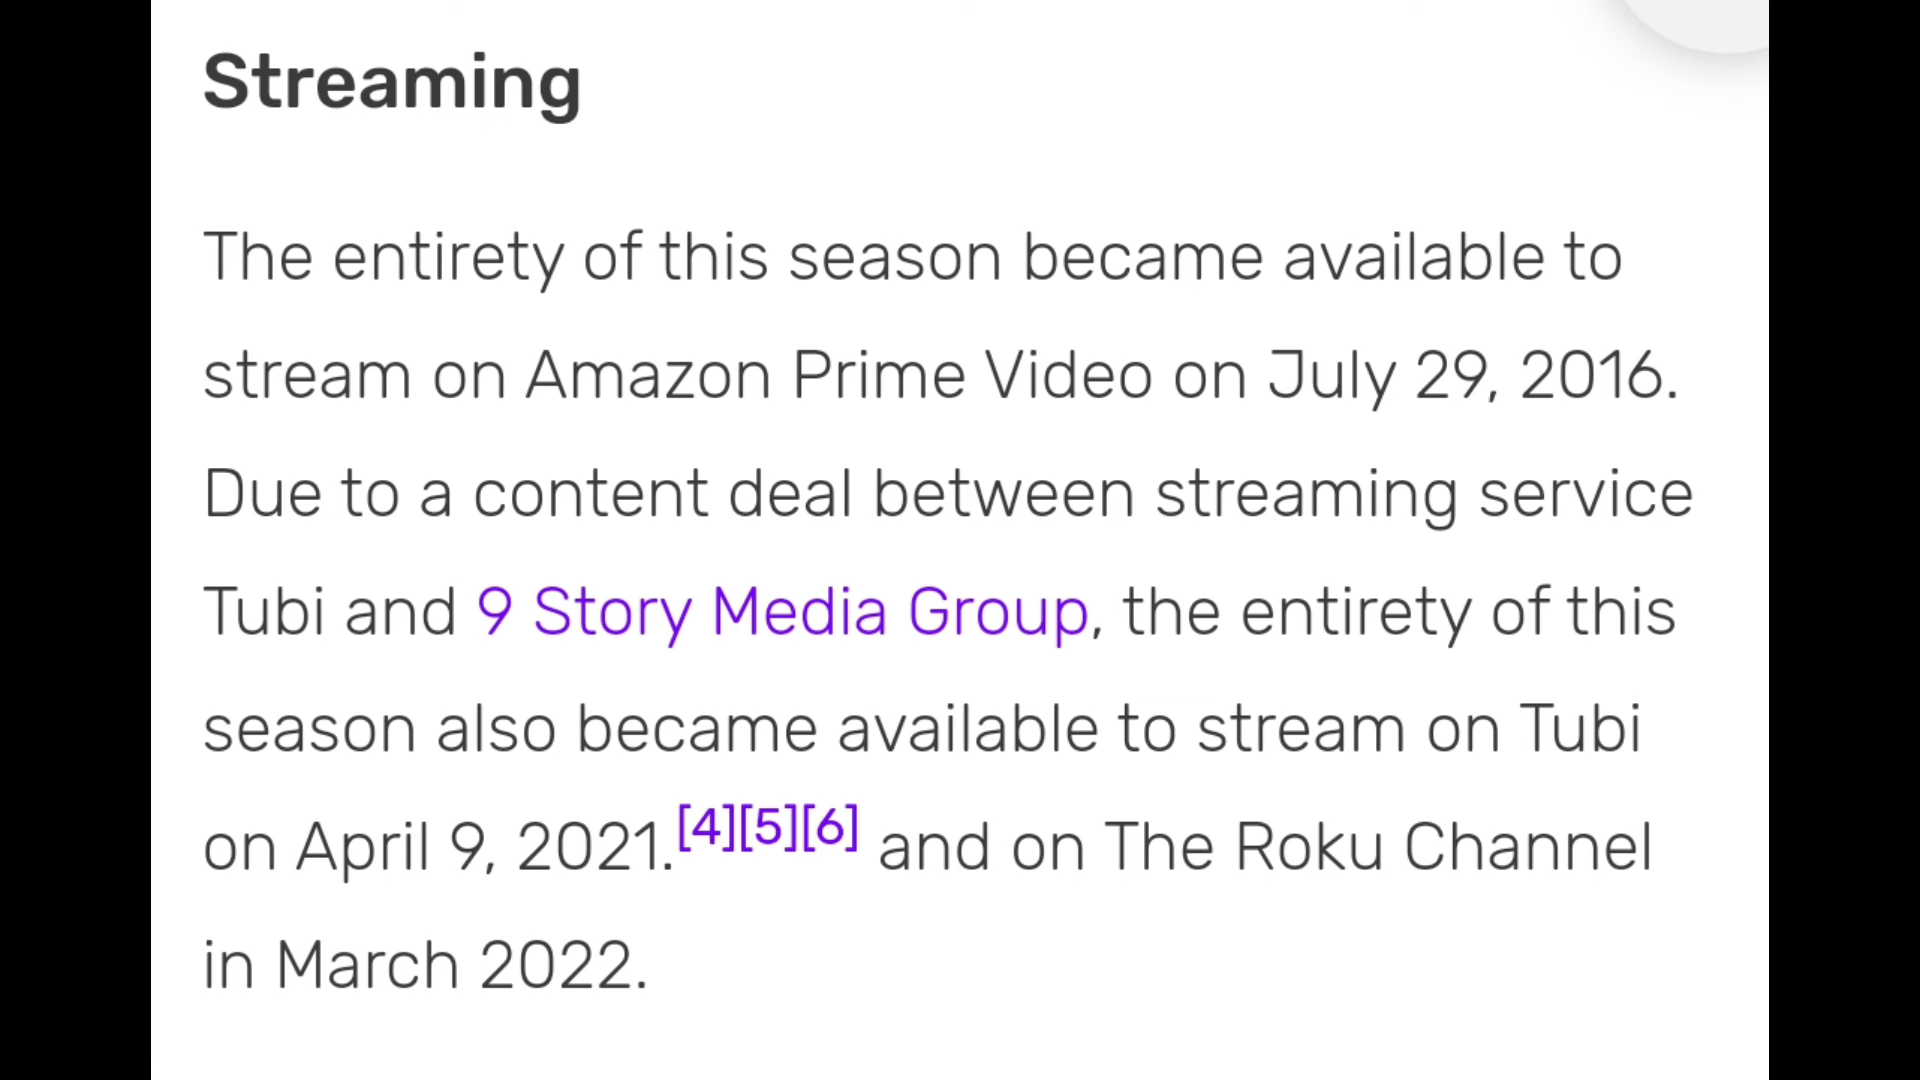 Streaming
The entirety of this season became available to
stream on Amazon Prime Video on July 29, 2016.
Due to a content deal between streaming service
Tubi and 9 Story Media Group, the entirety of this
season also became available to stream on Tubi
on April 9, 2021.[4][5][6] and on The Roku Channel
in March 2022.